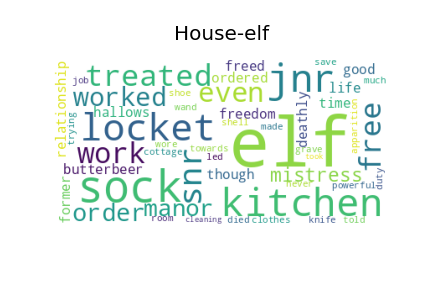 House-elf
save
freed
good
job
treated
ordered
jnr
much
even
life
worked
shoe
time
hallows
wand
freedom
relationship
trying
locket
deathly
free
apparition
shell
made
elf
work
wore
towards
cottage
led
grave
took
butterbeer
snr
though
mistress
duty
sock
never
powerful
former
kitchen
order
manor
room
cleaning
died
clothes
knife
told